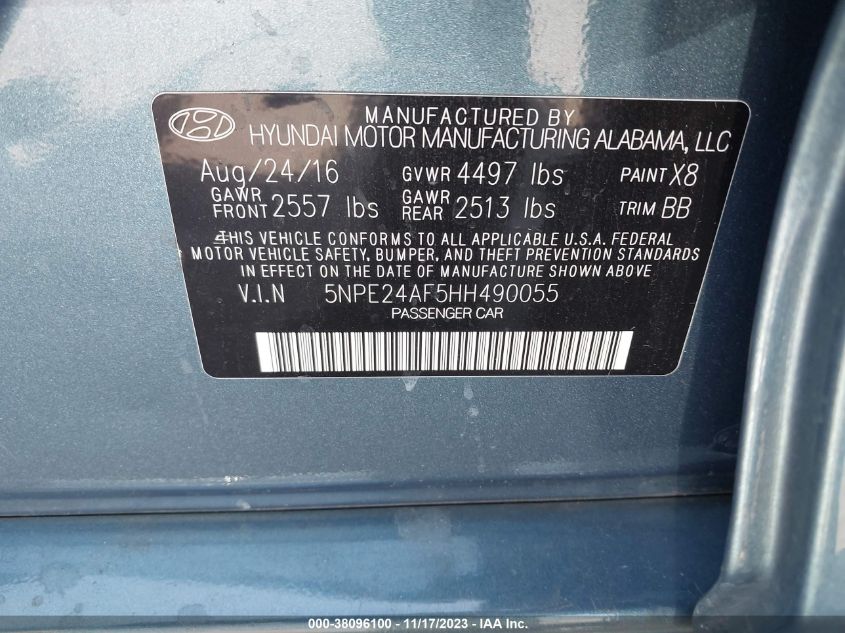 MANUFACTURED BY
HYUNDAI MOTOR MANUFACTURING ALABAMA, LLC
Aug/24/16 GVWR 4497 lbs PAINT X8
GAWR FRONT 2557 lbs GAWR REAR 2513 lbs TRIM BB
THIS VEHICLE CONFORMS TO ALL APPLICABLE U.S.A. FEDERAL
MOTOR VEHICLE SAFETY, BUMPER, AND THEFT PREVENTION STANDARDS
IN EFFECT ON THE DATE OF MANUFACTURE SHOWN ABOVE
V.I.N 5NPE24AF5HH490055
PASSENGER CAR
000-38096100 - 11/17/2023 - IAA Inc.